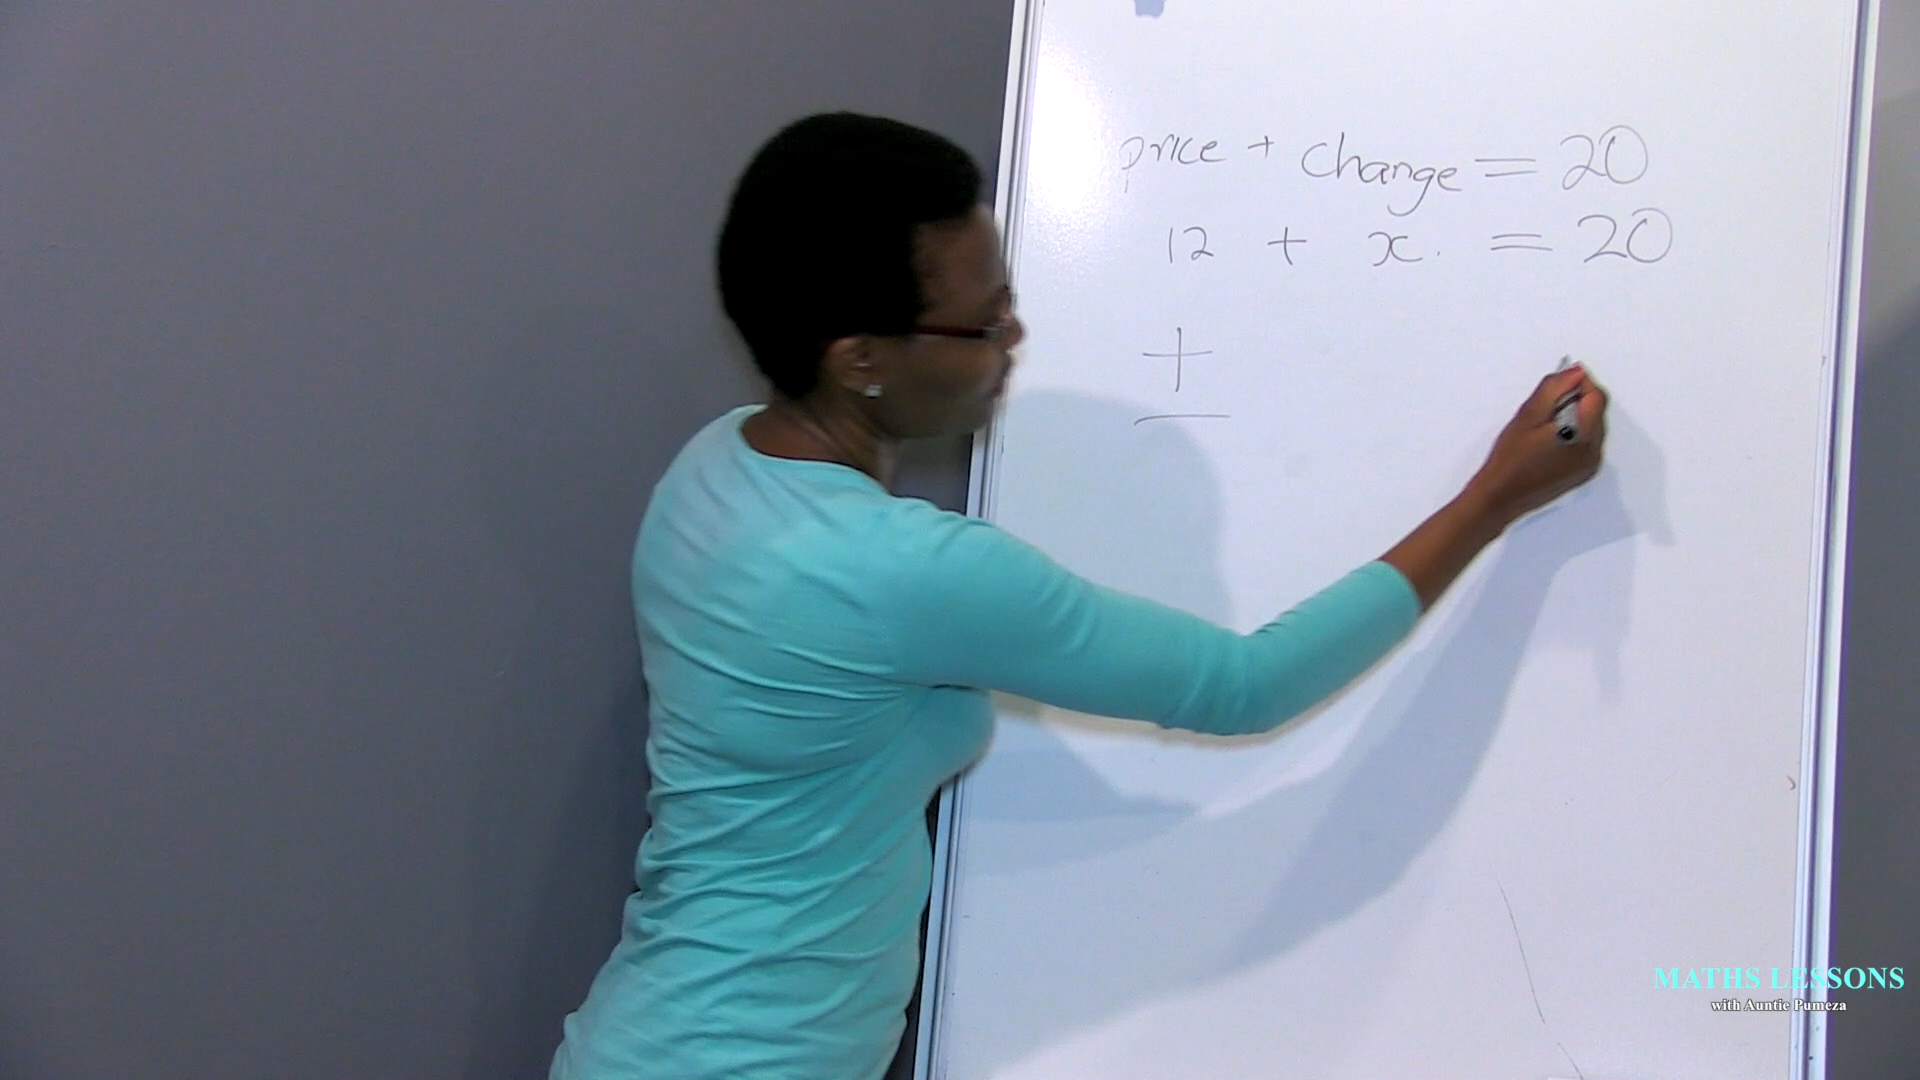 price + change = 20
12 + x = 20
+
−
MATHS LESSONS
with Auntie Pumeza